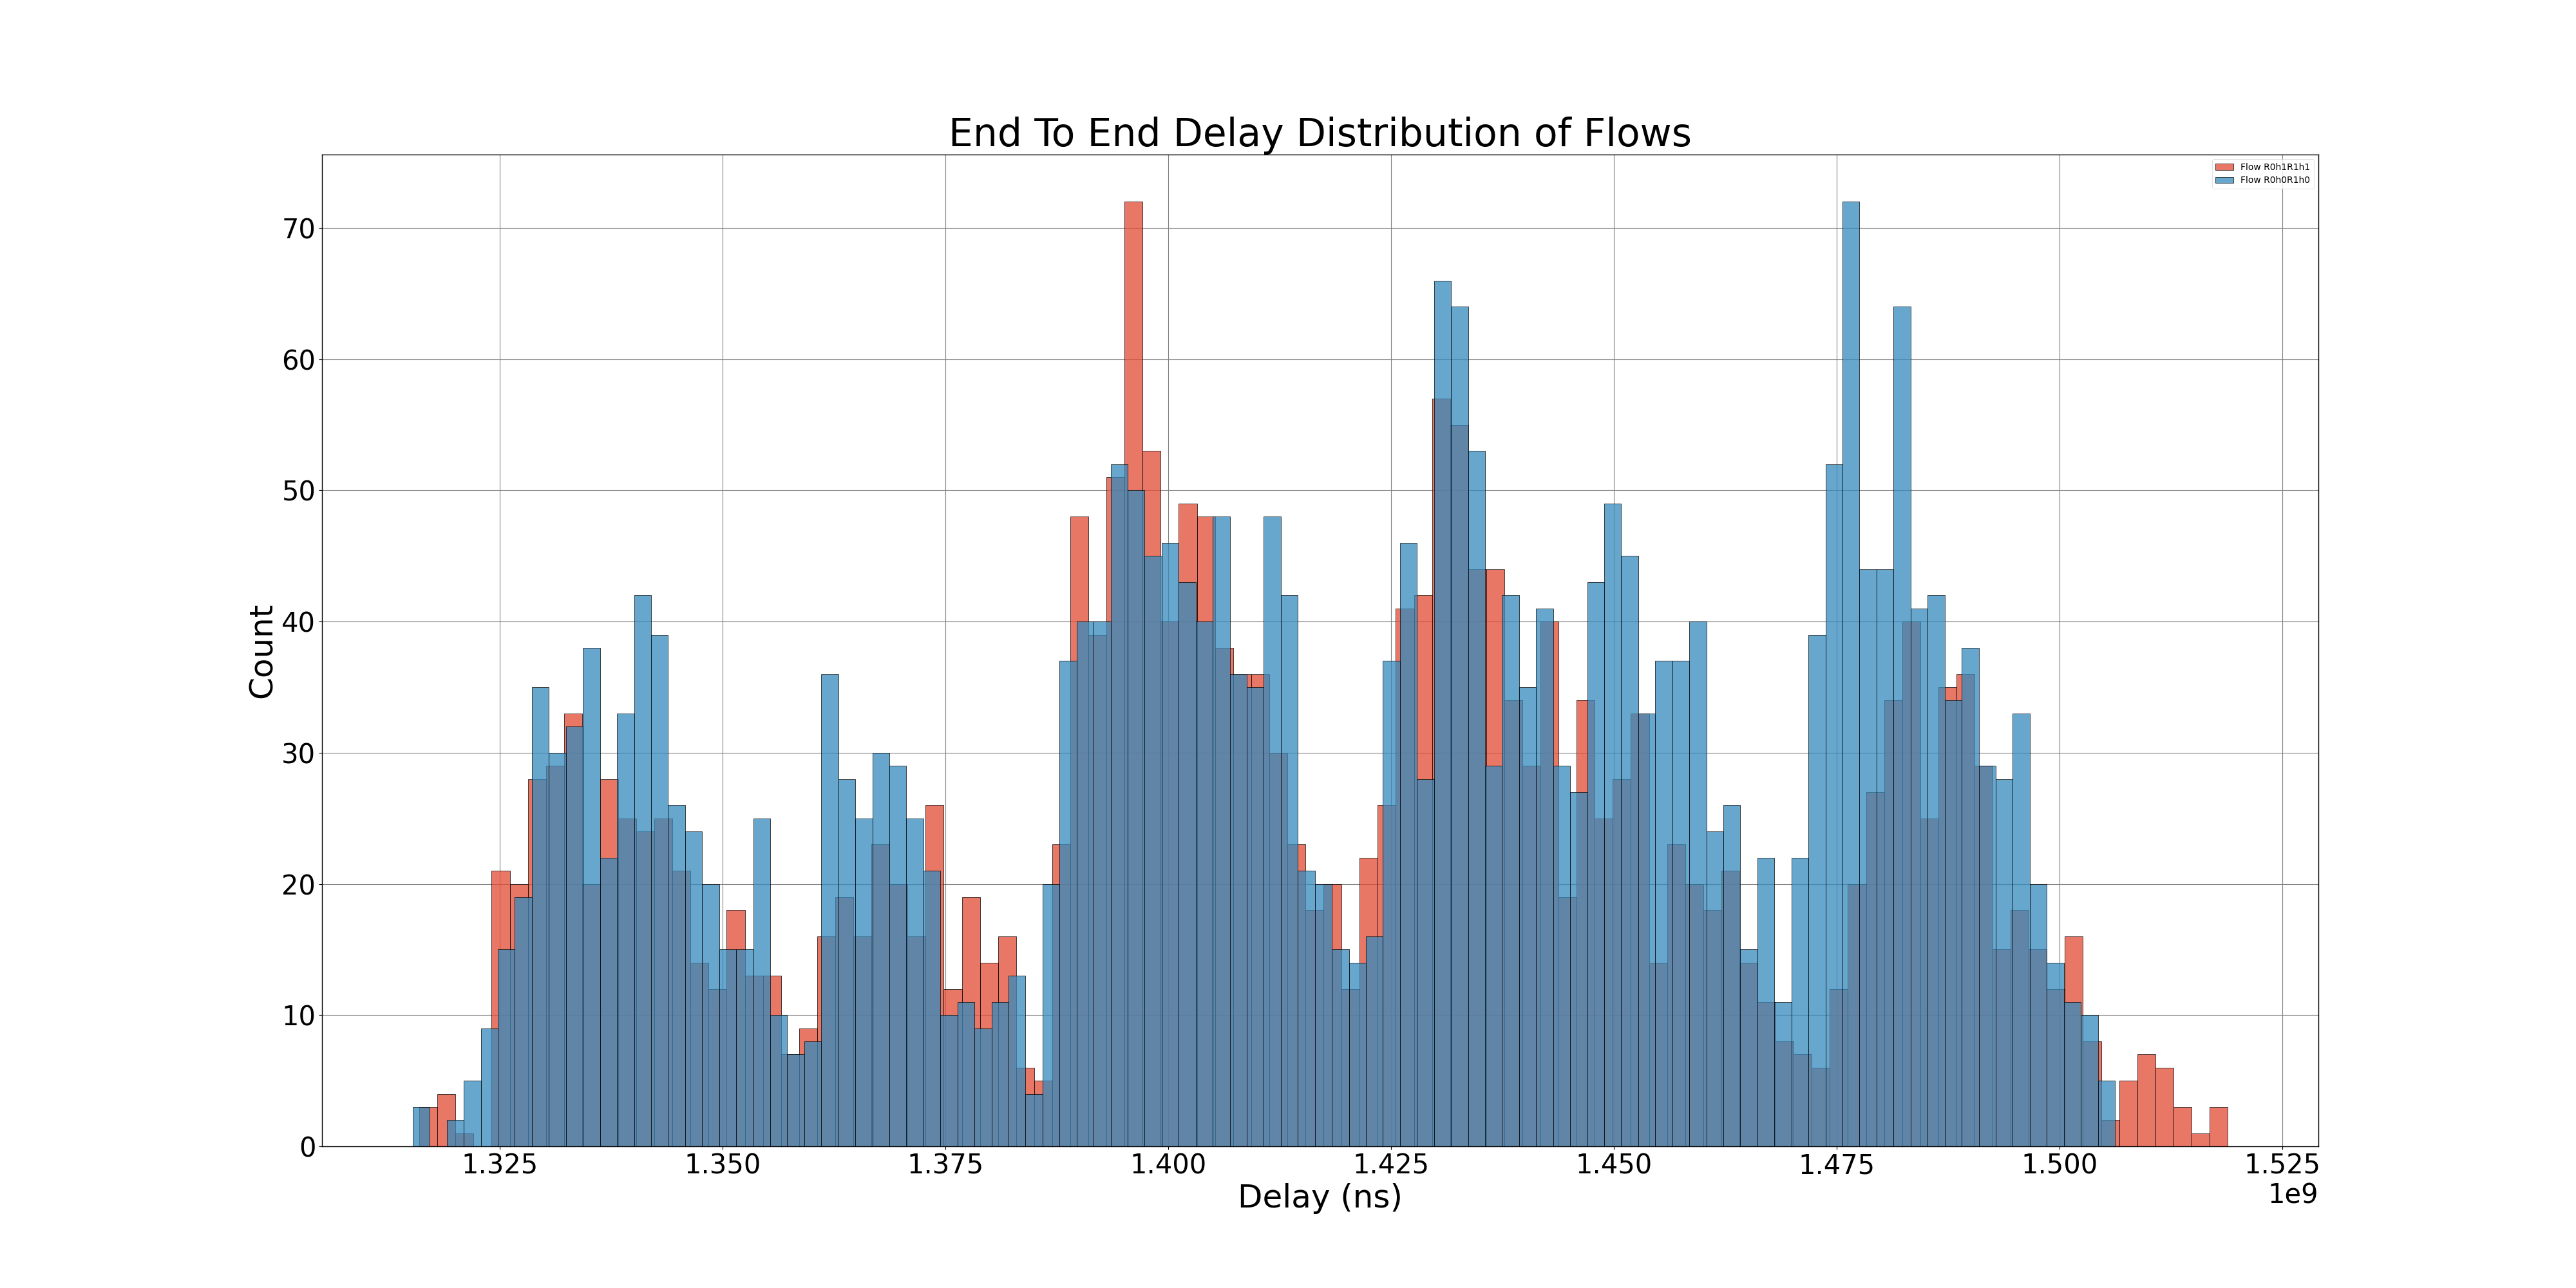 End To End Delay Distribution of Flows
Flow R0h1R1h1
Flow R0h0R1h0
70
60
50
40
30
20
10
0
Count
1.325 1.350 1.375 1.400 1.425 1.450 1.475 1.500 1.525
1e9
Delay (ns)